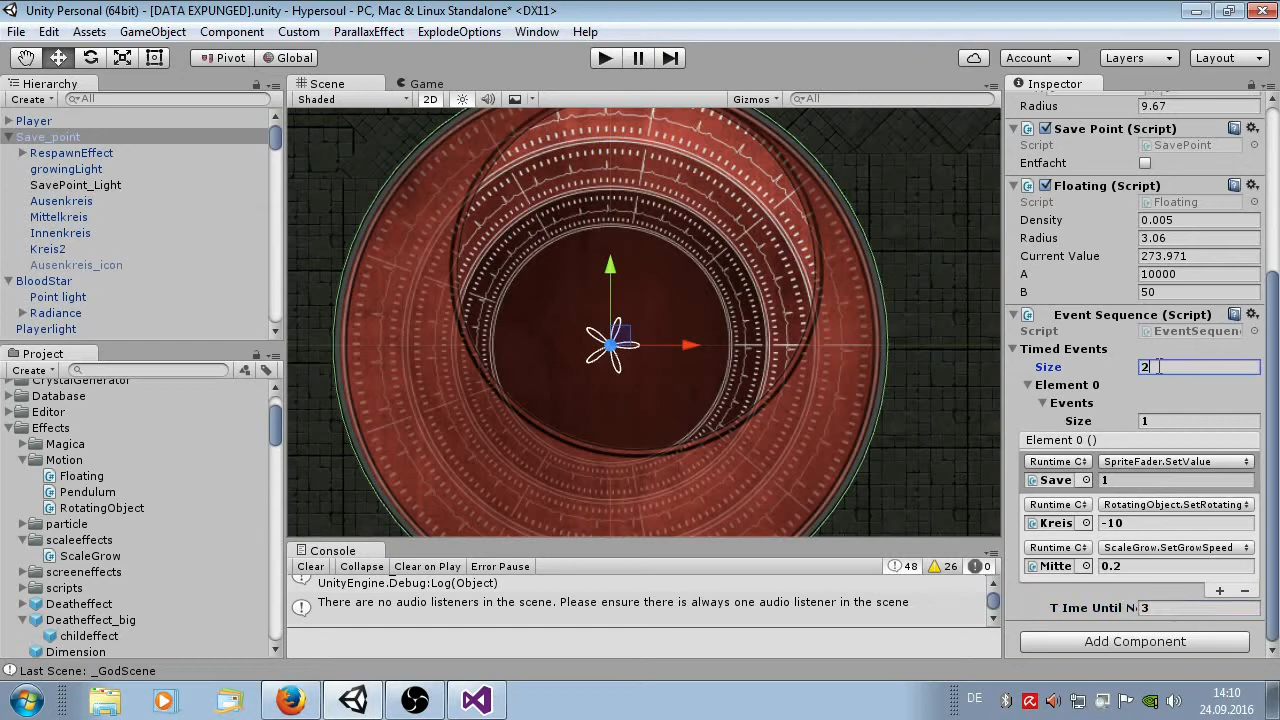 Unity Personal (64bit) - [DATA EXPUNGED].unity - Hypersoul - PC, Mac & Linux Standalone* <DX11>
File Edit Assets GameObject Component Custom ParallaxEffect ExplodeOptions Window Help
Pivot Global Account Layers Layout
Hierarchy
Create All
Player
Save_point
RespawnEffect
growingLight
SavePoint_Light
Ausenkreis
Mittelkreis
Innenkreis
Kreis2
Ausenkreis_icon
BloodStar
Point light
Radiance
Playerlight
Project
Create
CrystalGenerator
Database
Editor
Effects
Magica
Motion
Floating
Pendulum
RotatingObject
particle
scaleeffects
ScaleGrow
screeneffects
scripts
Deatheffect
Deatheffect_big
childeffect
Dimension
Scene Game
Shaded 2D Gizmos All
Console
Clear Collapse Clear on Play Error Pause 48 26 0
UnityEngine.Debug:Log(Object)
There are no audio listeners in the scene. Please ensure there is always one audio listener in the scene
Inspector
Radius 9.67
Save Point (Script)
Script SavePoint
Entfacht
Floating (Script)
Script Floating
Density 0.005
Radius 3.06
Current Value 273.971
A 10000
B 50
Event Sequence (Script)
Script EventSequen
Timed Events
Size 2
Element 0
Events
Size 1
Element 0 ()
Runtime C SpriteFader.SetValue
Save 1
Runtime C RotatingObject.SetRotating
Kreis -10
Runtime C ScaleGrow.SetGrowSpeed
Mitte 0.2
+ −
T Ime Until N 3
Add Component
Last Scene: _GodScene
DE 14:10
24.09.2016